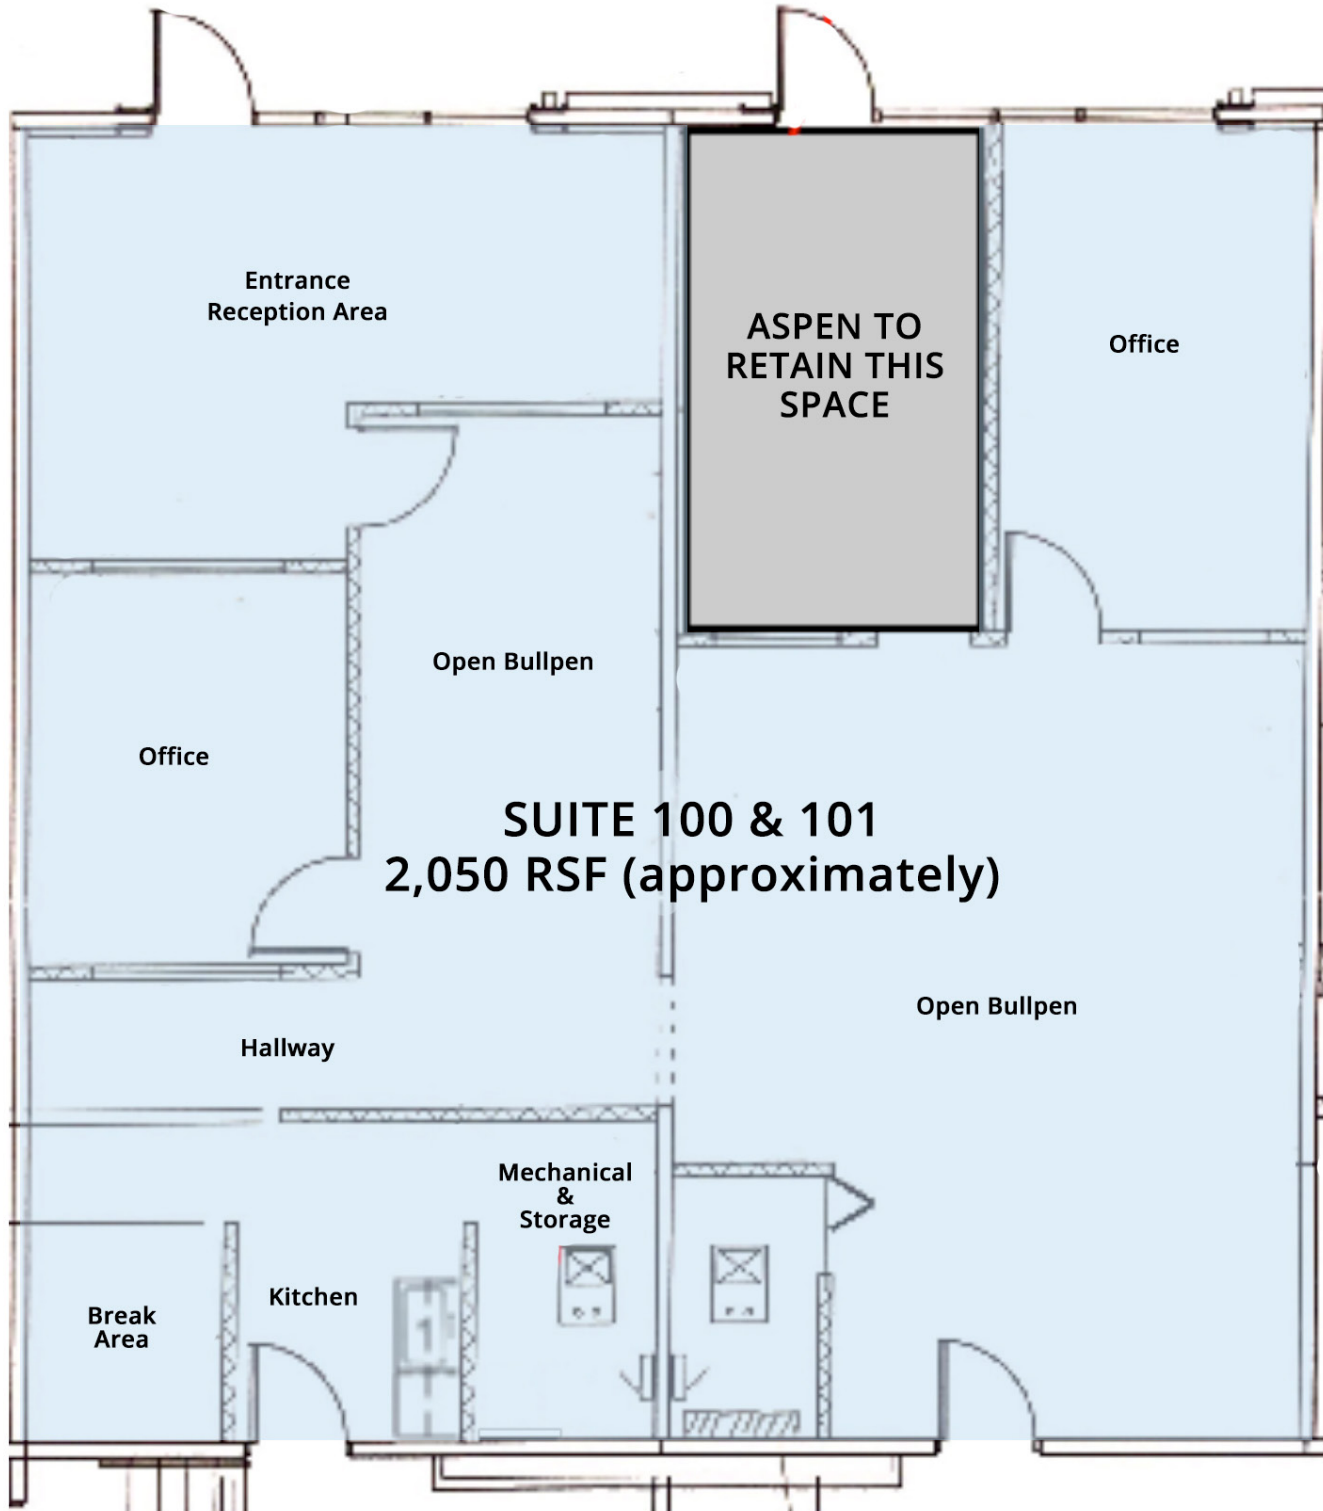 Entrance
Reception Area
ASPEN TO
RETAIN THIS
SPACE
Office
Open Bullpen
Office
SUITE 100 & 101
2,050 RSF (approximately)
Open Bullpen
Hallway
Mechanical
&
Storage
Kitchen
Break
Area
1